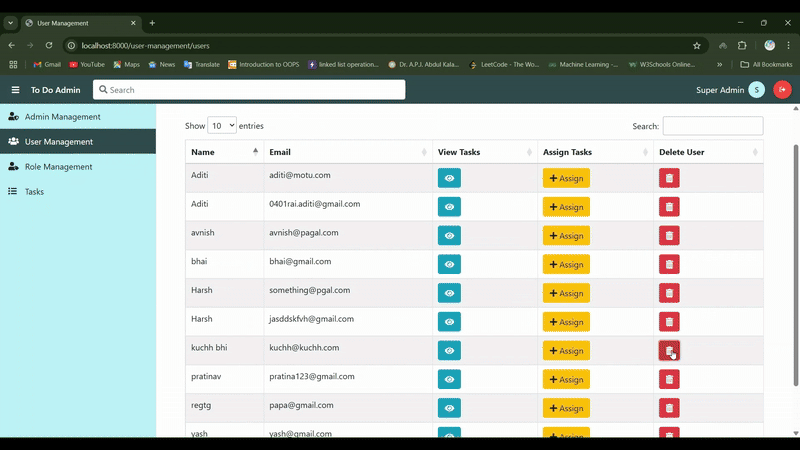 User Management
localhost:8000/user-management/users
Gmail YouTube Maps News Translate Introduction to OOPS linked list operation... Dr. A.P.J. Abdul Kala... LeetCode - The Wo... Machine Learning -... W3Schools Online... All Bookmarks
To Do Admin Search Super Admin S
Admin Management
User Management
Role Management
Tasks
Show 10 entries Search:
Name Email View Tasks Assign Tasks Delete User
Aditi aditi@motu.com Assign
Aditi 0401rai.aditi@gmail.com Assign
avnish avnish@pagal.com Assign
bhai bhai@gmail.com Assign
Harsh something@pgal.com Assign
Harsh jasddskfvh@gmail.com Assign
kuchh bhi kuchh@kuchh.com Assign
pratinav pratina123@gmail.com Assign
regtg papa@gmail.com Assign
yash yash@gmail.com Assign